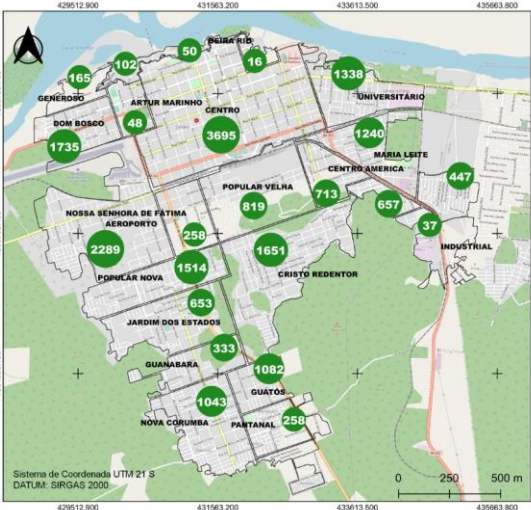 429512.900 431563.200 433613.500 435663.800
BEIRA RIO
50
102
16
165
1338
GENEROSO
ARTUR MARINHO
UNIVERSITÁRIO
CENTRO
DOM BOSCO
48
3695
1240
1735
MARIA LEITE
CENTRO AMERICA
447
POPULAR VELHA
713
657
819
NOSSA SENHORA DE FÁTIMA
AEROPORTO
37
258
2289
1651
INDUSTRIAL
1514
CRISTO REDENTOR
POPULAR NOVA
653
JARDIM DOS ESTADOS
333
GUANABARA
1082
GUATÓS
1043
NOVA CORUMBA
PANTANAL
258
Sistema de Coordenada UTM 21 S
DATUM: SIRGAS 2000
0 250 500 m
429512.900 431563.200 433613.500 435663.800